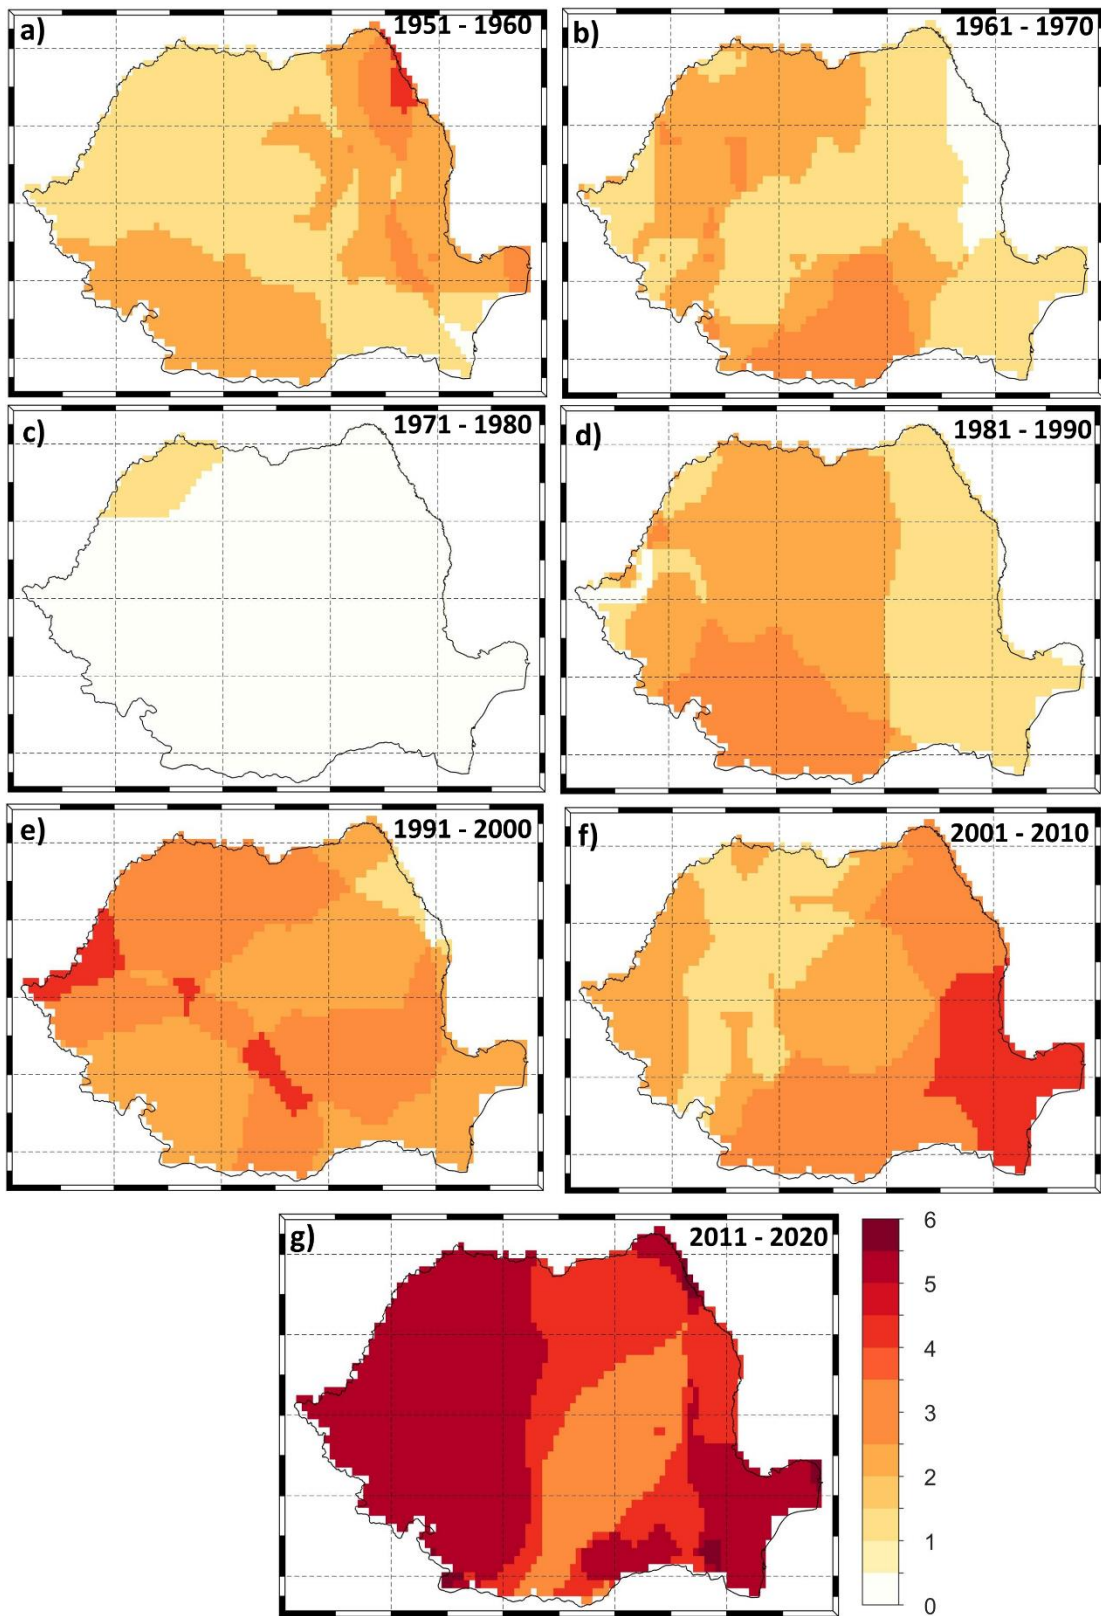 a) 1951 - 1960
b) 1961 - 1970
c) 1971 - 1980
d) 1981 - 1990
e) 1991 - 2000
f) 2001 - 2010
g) 2011 - 2020
6
5
4
3
2
1
0